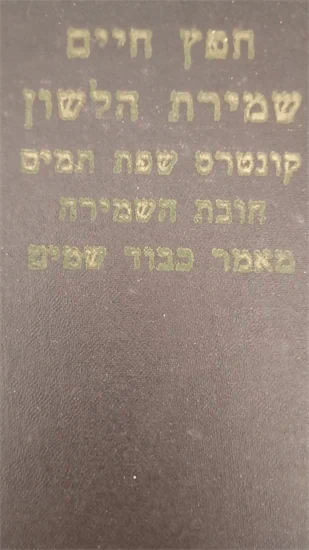 חפץ חיים
שמירת הלשון
קונטרס שפת תמים
חובת השמירה
מאמר כבוד שמים